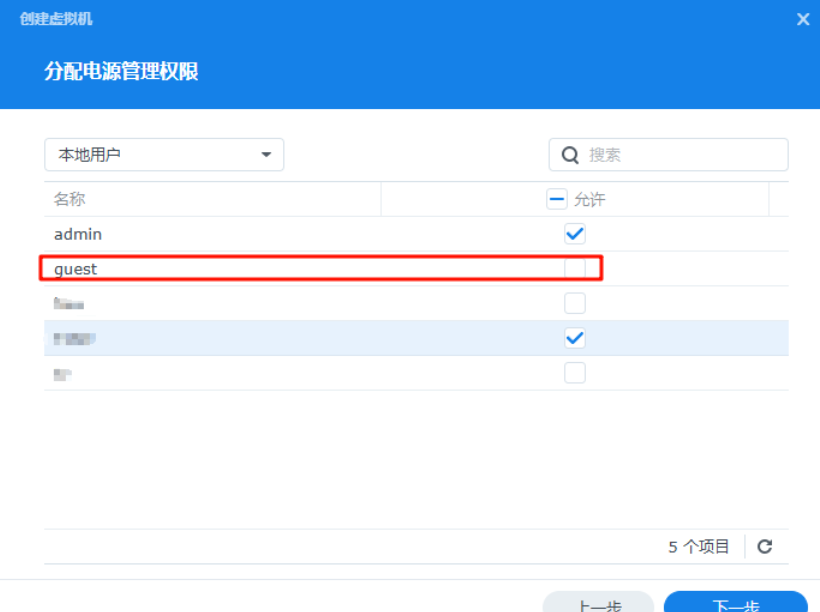 创建虚拟机
分配电源管理权限
本地用户
搜索
名称 允许
admin
guest
5 个项目
上一步 下一步